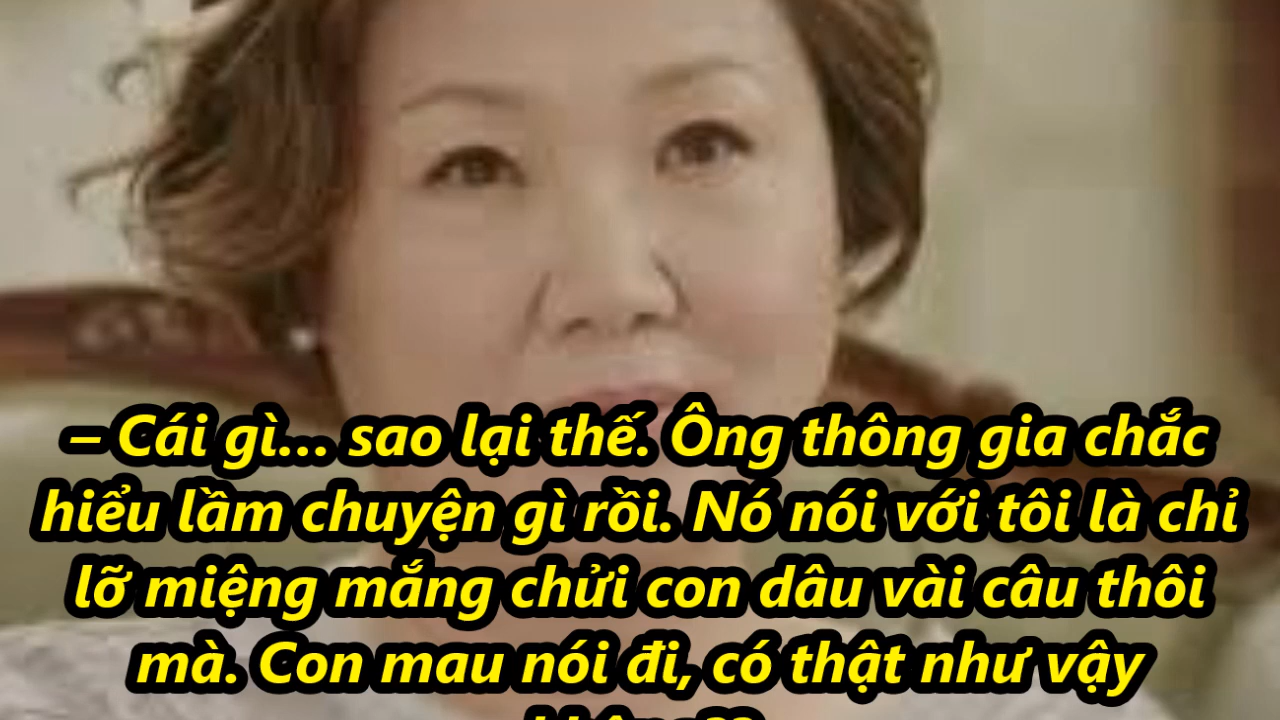 – Cái gì... sao lại thế. Ông thông gia chắc
hiểu lầm chuyện gì rồi. Nó nói với tôi là chỉ
lỡ miệng mắng chửi con dâu vài câu thôi
mà. Con mau nói đi, có thật như vậy